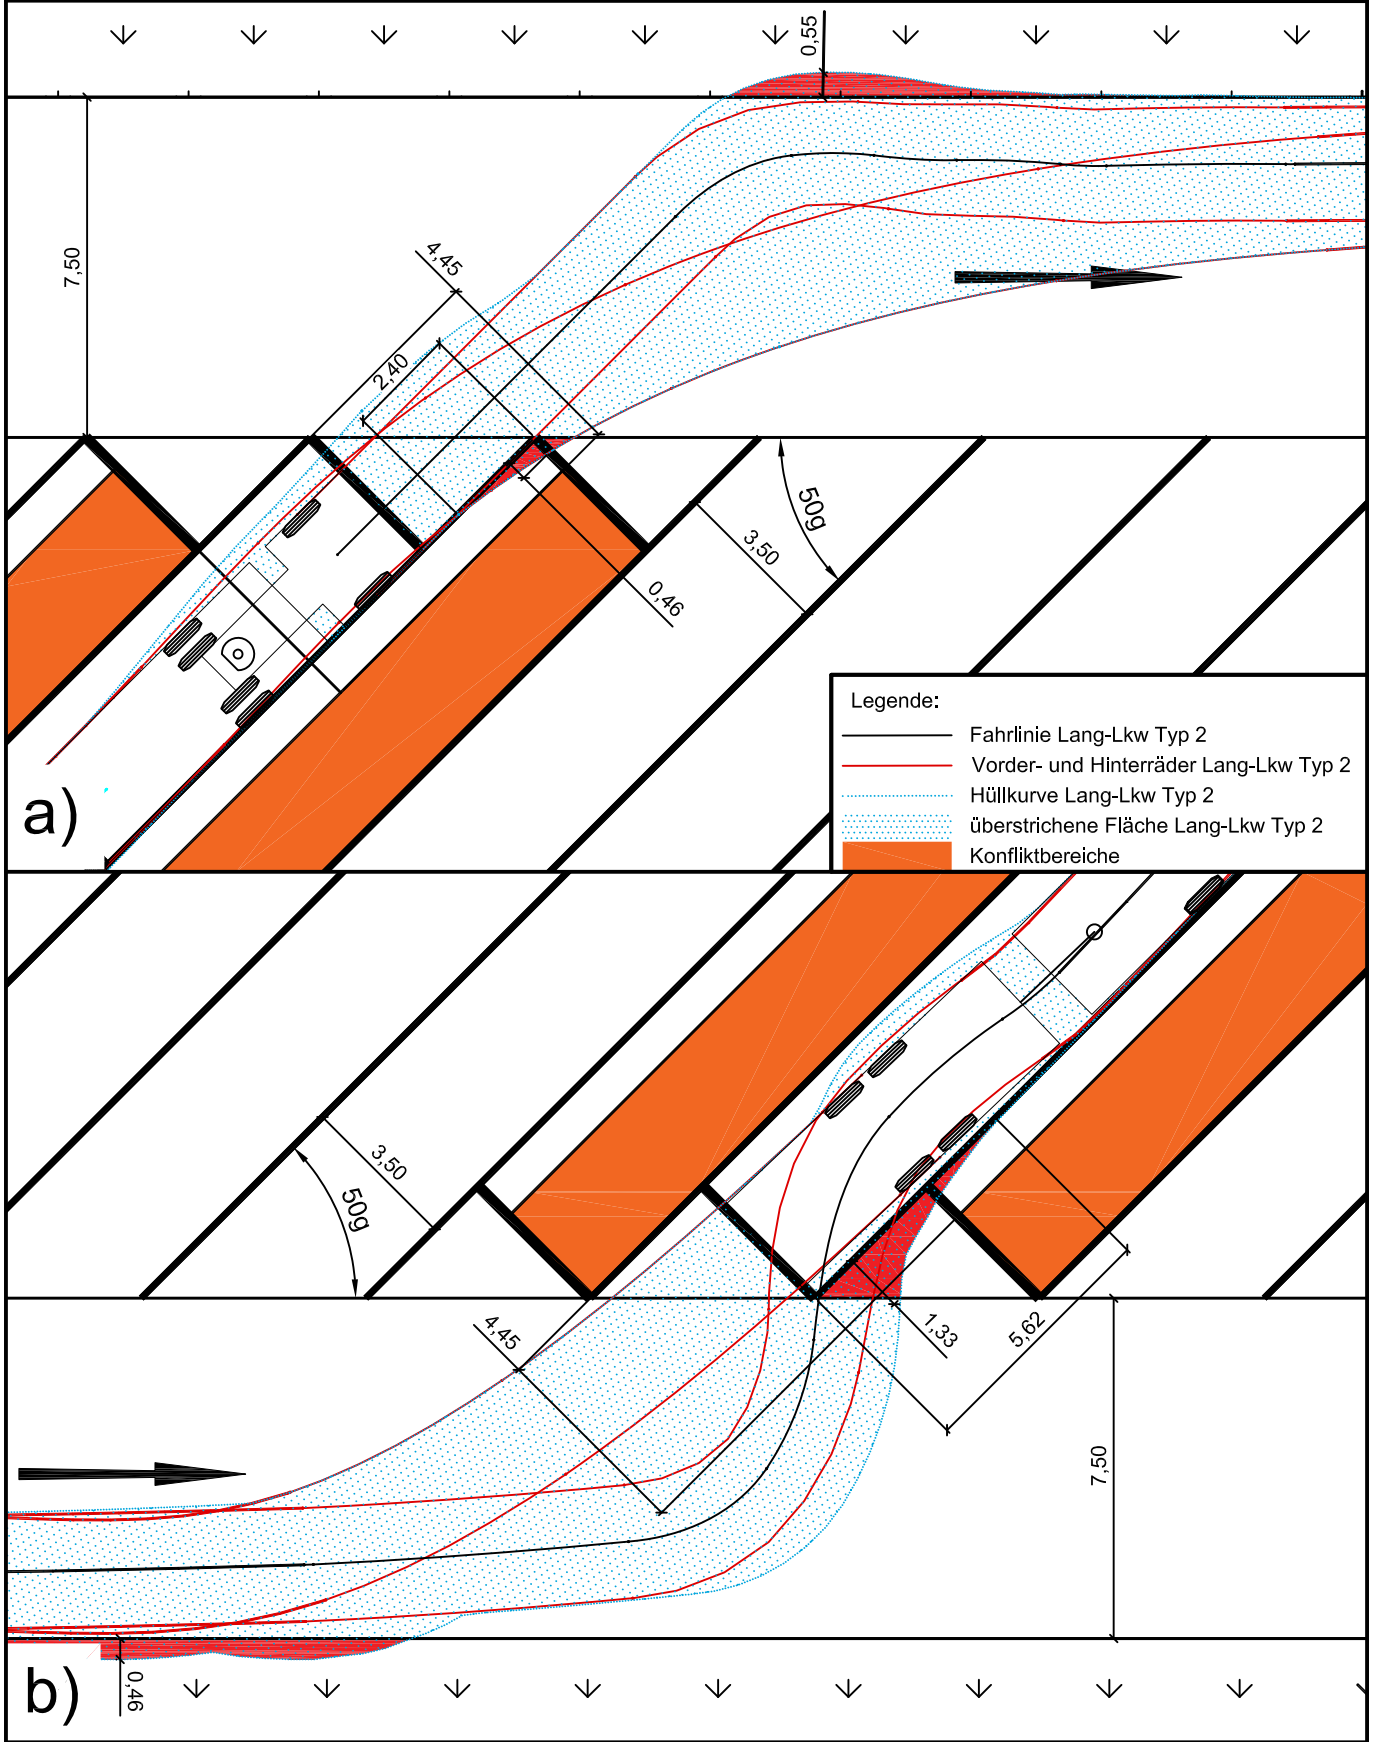 0,55
7,50
4,45
2,40
50g
3,50
0,46
Legende:
Fahrlinie Lang-Lkw Typ 2
Vorder- und Hinterräder Lang-Lkw Typ 2
Hüllkurve Lang-Lkw Typ 2
überstrichene Fläche Lang-Lkw Typ 2
Konfliktbereiche
a)
3,50
50g
4,45
1,33
5,62
7,50
0,46
b)